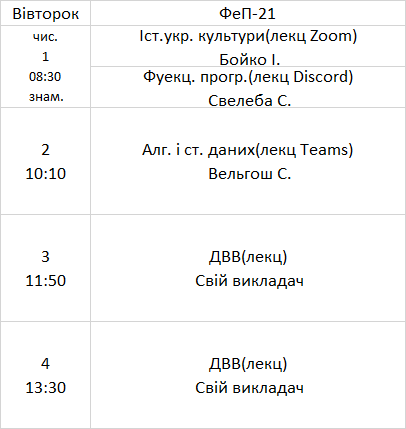 Вівторок
ФеП-21
чис.
1
08:30
знам.
Іст.укр. культури(лекц Zoom)
Бойко І.
Фуекц. прогр.(лекц Discord)
Свелеба С.
2
10:10
Алг. і ст. даних(лекц Teams)
Вельгош С.
3
11:50
ДВВ(лекц)
Свій викладач
4
13:30
ДВВ(лекц)
Свій викладач